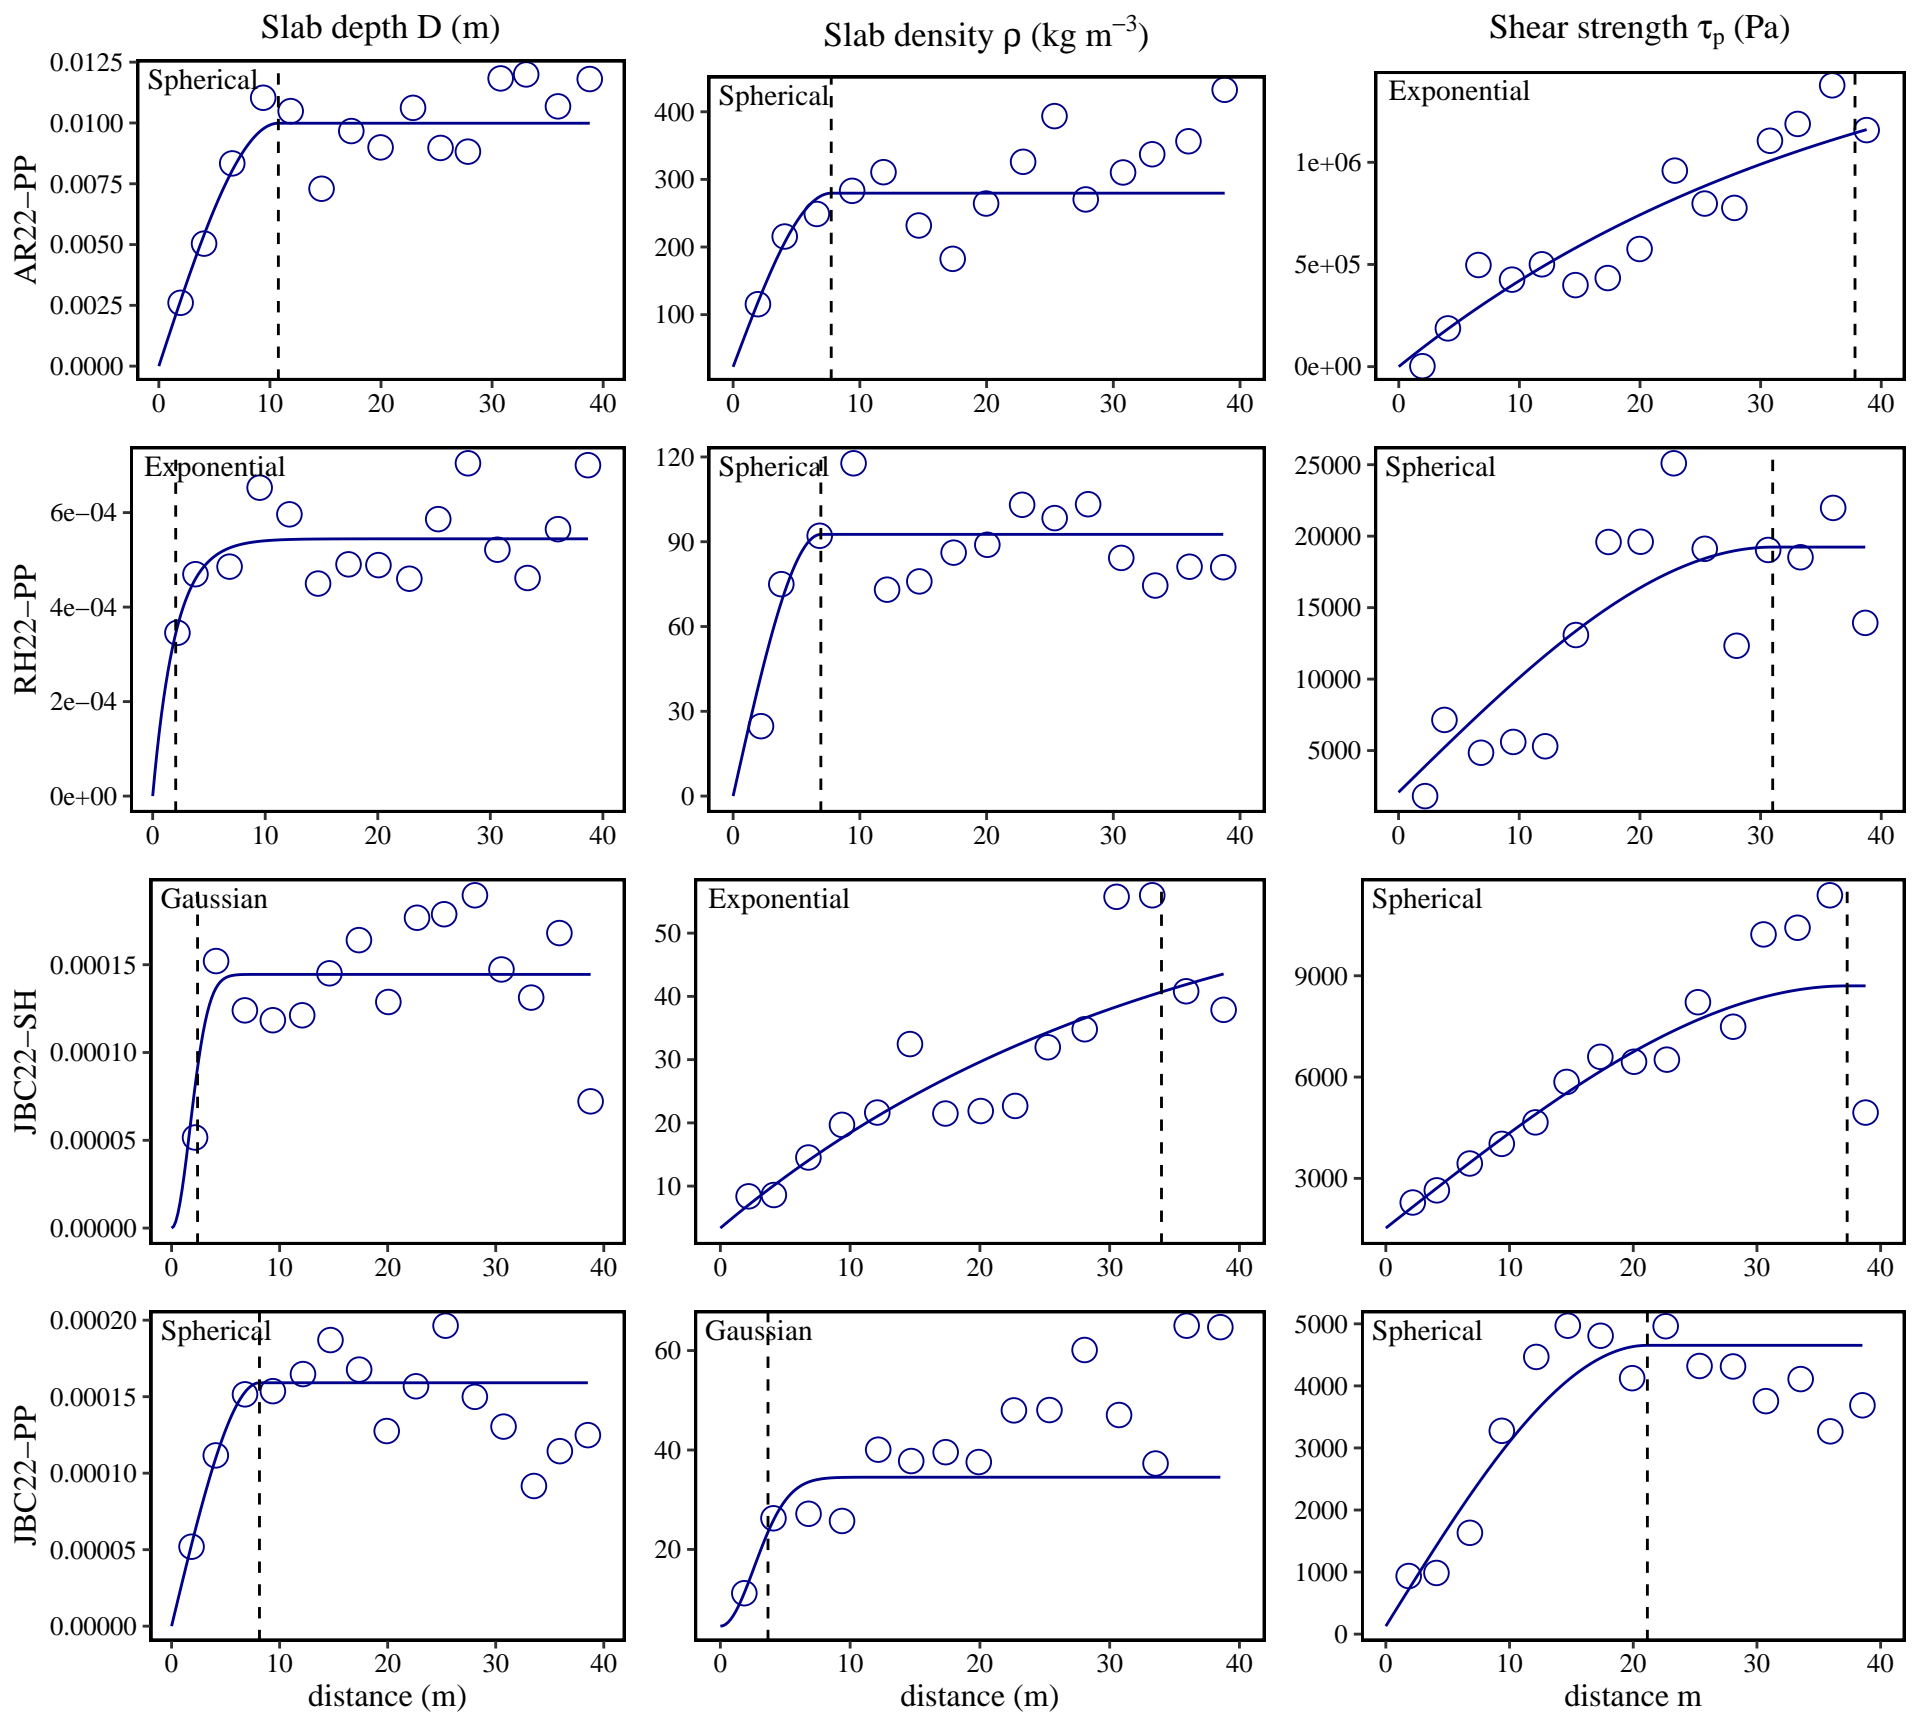 Slab depth D (m)
Slab density ρ (kg m⁻³)
Shear strength τp (Pa)
AR22−PP
Spherical
0.0125
0.0100
0.0075
0.0050
0.0025
0.0000
0 10 20 30 40
Spherical
400
300
200
100
0 10 20 30 40
Exponential
1e+06
5e+05
0e+00
0 10 20 30 40
RH22−PP
Exponential
6e−04
4e−04
2e−04
0e+00
0 10 20 30 40
Spherical
120
90
60
30
0
0 10 20 30 40
Spherical
25000
20000
15000
10000
5000
0 10 20 30 40
JBC22−SH
Gaussian
0.00015
0.00010
0.00005
0.00000
0 10 20 30 40
Exponential
50
40
30
20
10
0 10 20 30 40
Spherical
9000
6000
3000
0 10 20 30 40
JBC22−PP
Spherical
0.00020
0.00015
0.00010
0.00005
0.00000
0 10 20 30 40
distance (m)
Gaussian
60
40
20
0 10 20 30 40
distance (m)
Spherical
5000
4000
3000
2000
1000
0
0 10 20 30 40
distance m